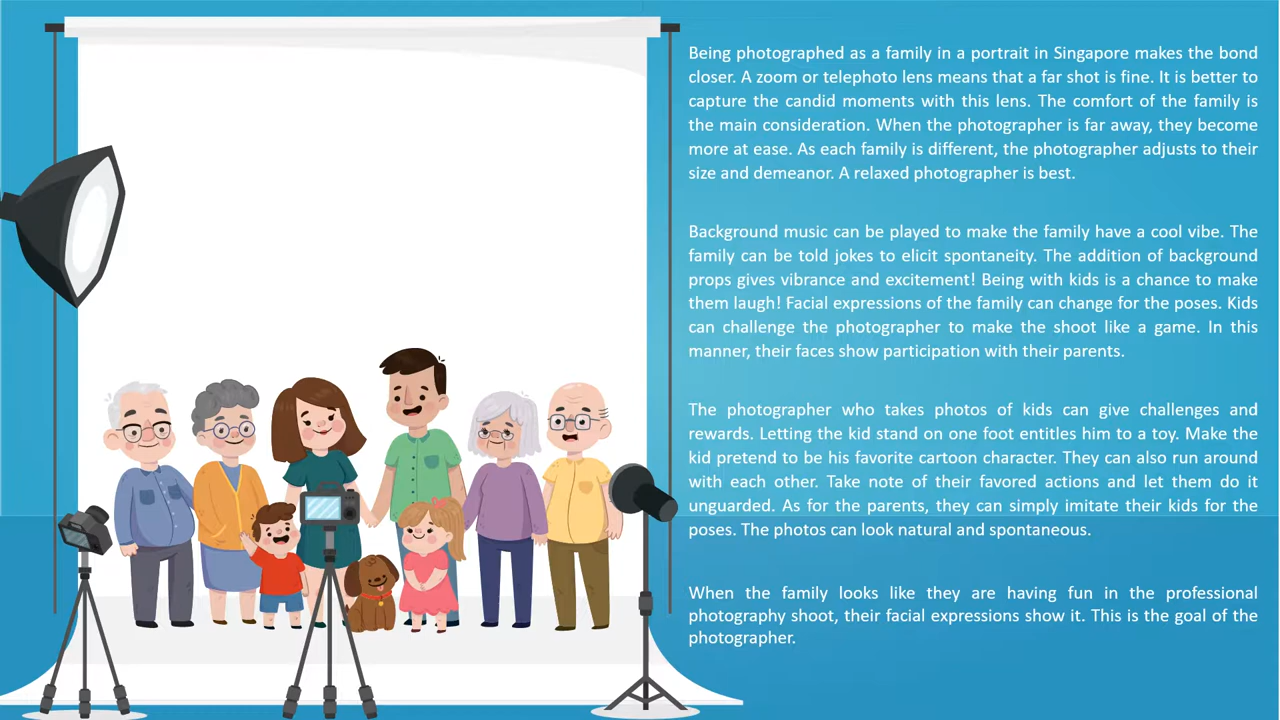 Being photographed as a family in a portrait in Singapore makes the bond
closer. A zoom or telephoto lens means that a far shot is fine. It is better to
capture the candid moments with this lens. The comfort of the family is
the main consideration. When the photographer is far away, they become
more at ease. As each family is different, the photographer adjusts to their
size and demeanor. A relaxed photographer is best.
Background music can be played to make the family have a cool vibe. The
family can be told jokes to elicit spontaneity. The addition of background
props gives vibrance and excitement! Being with kids is a chance to make
them laugh! Facial expressions of the family can change for the poses. Kids
can challenge the photographer to make the shoot like a game. In this
manner, their faces show participation with their parents.
The photographer who takes photos of kids can give challenges and
rewards. Letting the kid stand on one foot entitles him to a toy. Make the
kid pretend to be his favorite cartoon character. They can also run around
with each other. Take note of their favored actions and let them do it
unguarded. As for the parents, they can simply imitate their kids for the
poses. The photos can look natural and spontaneous.
When the family looks like they are having fun in the professional
photography shoot, their facial expressions show it. This is the goal of the
photographer.